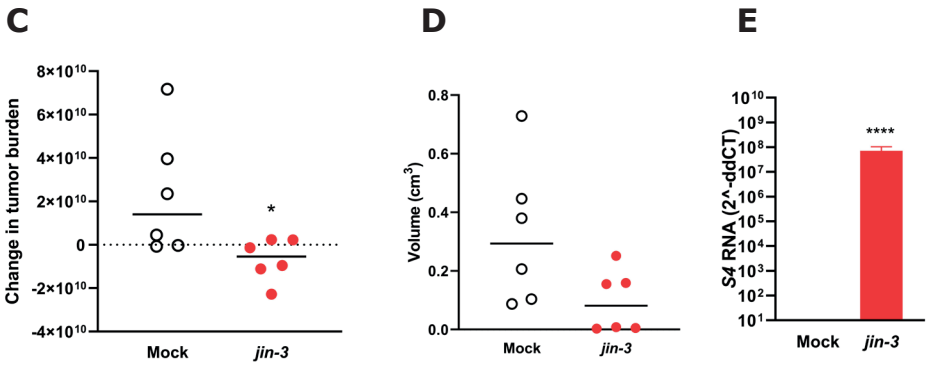 C
Change in tumor burden
8×10¹⁰
6×10¹⁰
4×10¹⁰
2×10¹⁰
0
-2×10¹⁰
-4×10¹⁰
*
Mock
jin-3
D
Volume (cm³)
0.8
0.6
0.4
0.2
0.0
Mock
jin-3
E
S4 RNA (2^-ddCT)
10¹⁰
10⁹
10⁸
10⁷
10⁶
10⁵
10⁴
10³
10²
10¹
****
Mock
jin-3